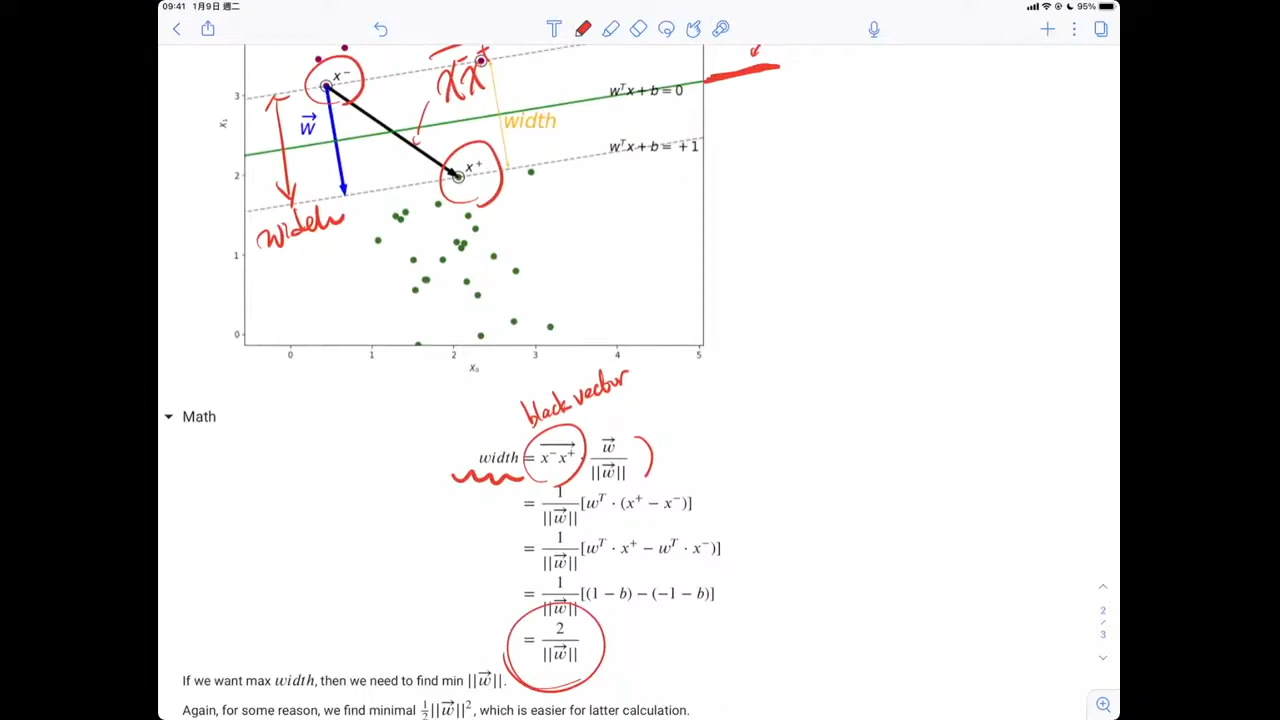 09:41 1月9日 週二
95%
x⁻
x⁻x⁺
3
wᵀx + b = 0
x₁
w
width
wᵀx + b = +1
x⁺
2
width
1
0
0 1 2 3 4 5
x₀
black vector
Math
width = x⁻x⁺ · w / ||w||
= 1 / ||w|| [wᵀ · (x⁺ − x⁻)]
= 1 / ||w|| [wᵀ · x⁺ − wᵀ · x⁻)]
= 1 / ||w|| [(1 − b) − (−1 − b)]
= 2 / ||w||
2
/
3
If we want max width, then we need to find min ||w||.
Again, for some reason, we find minimal ½||w||², which is easier for latter calculation.